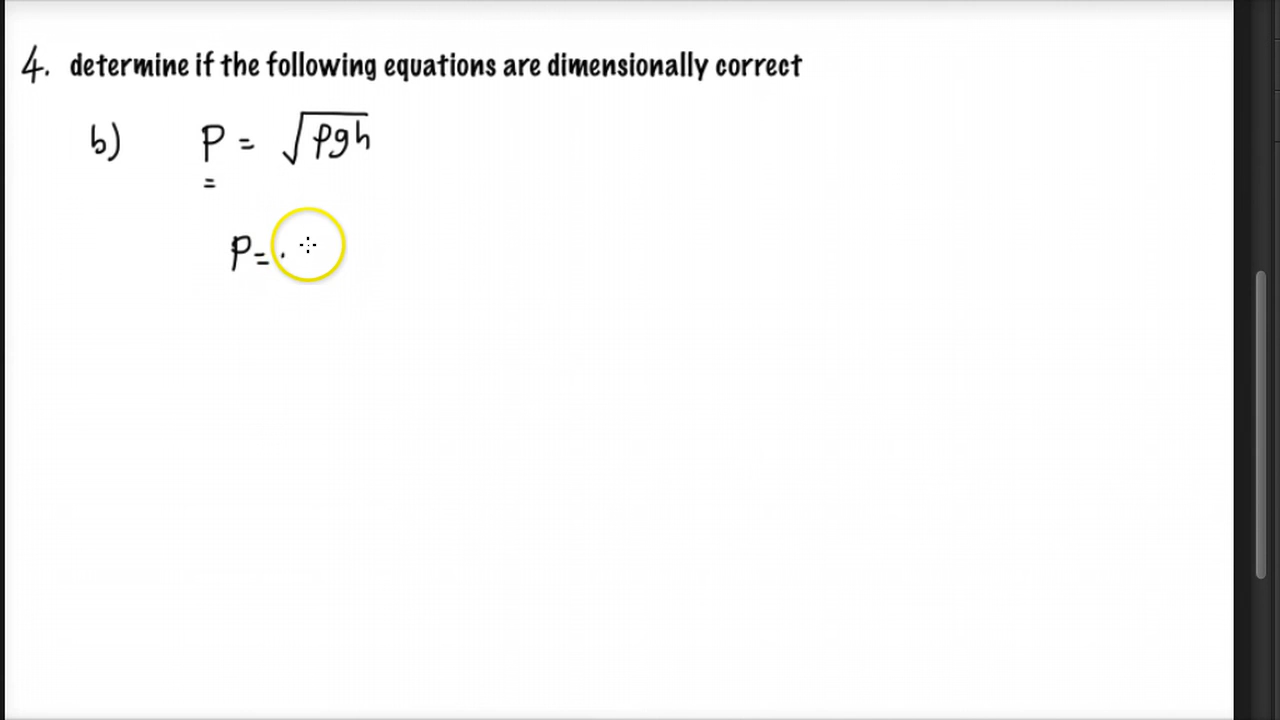 4. determine if the following equations are dimensionally correct
b) P = √ρgh
=
P = .